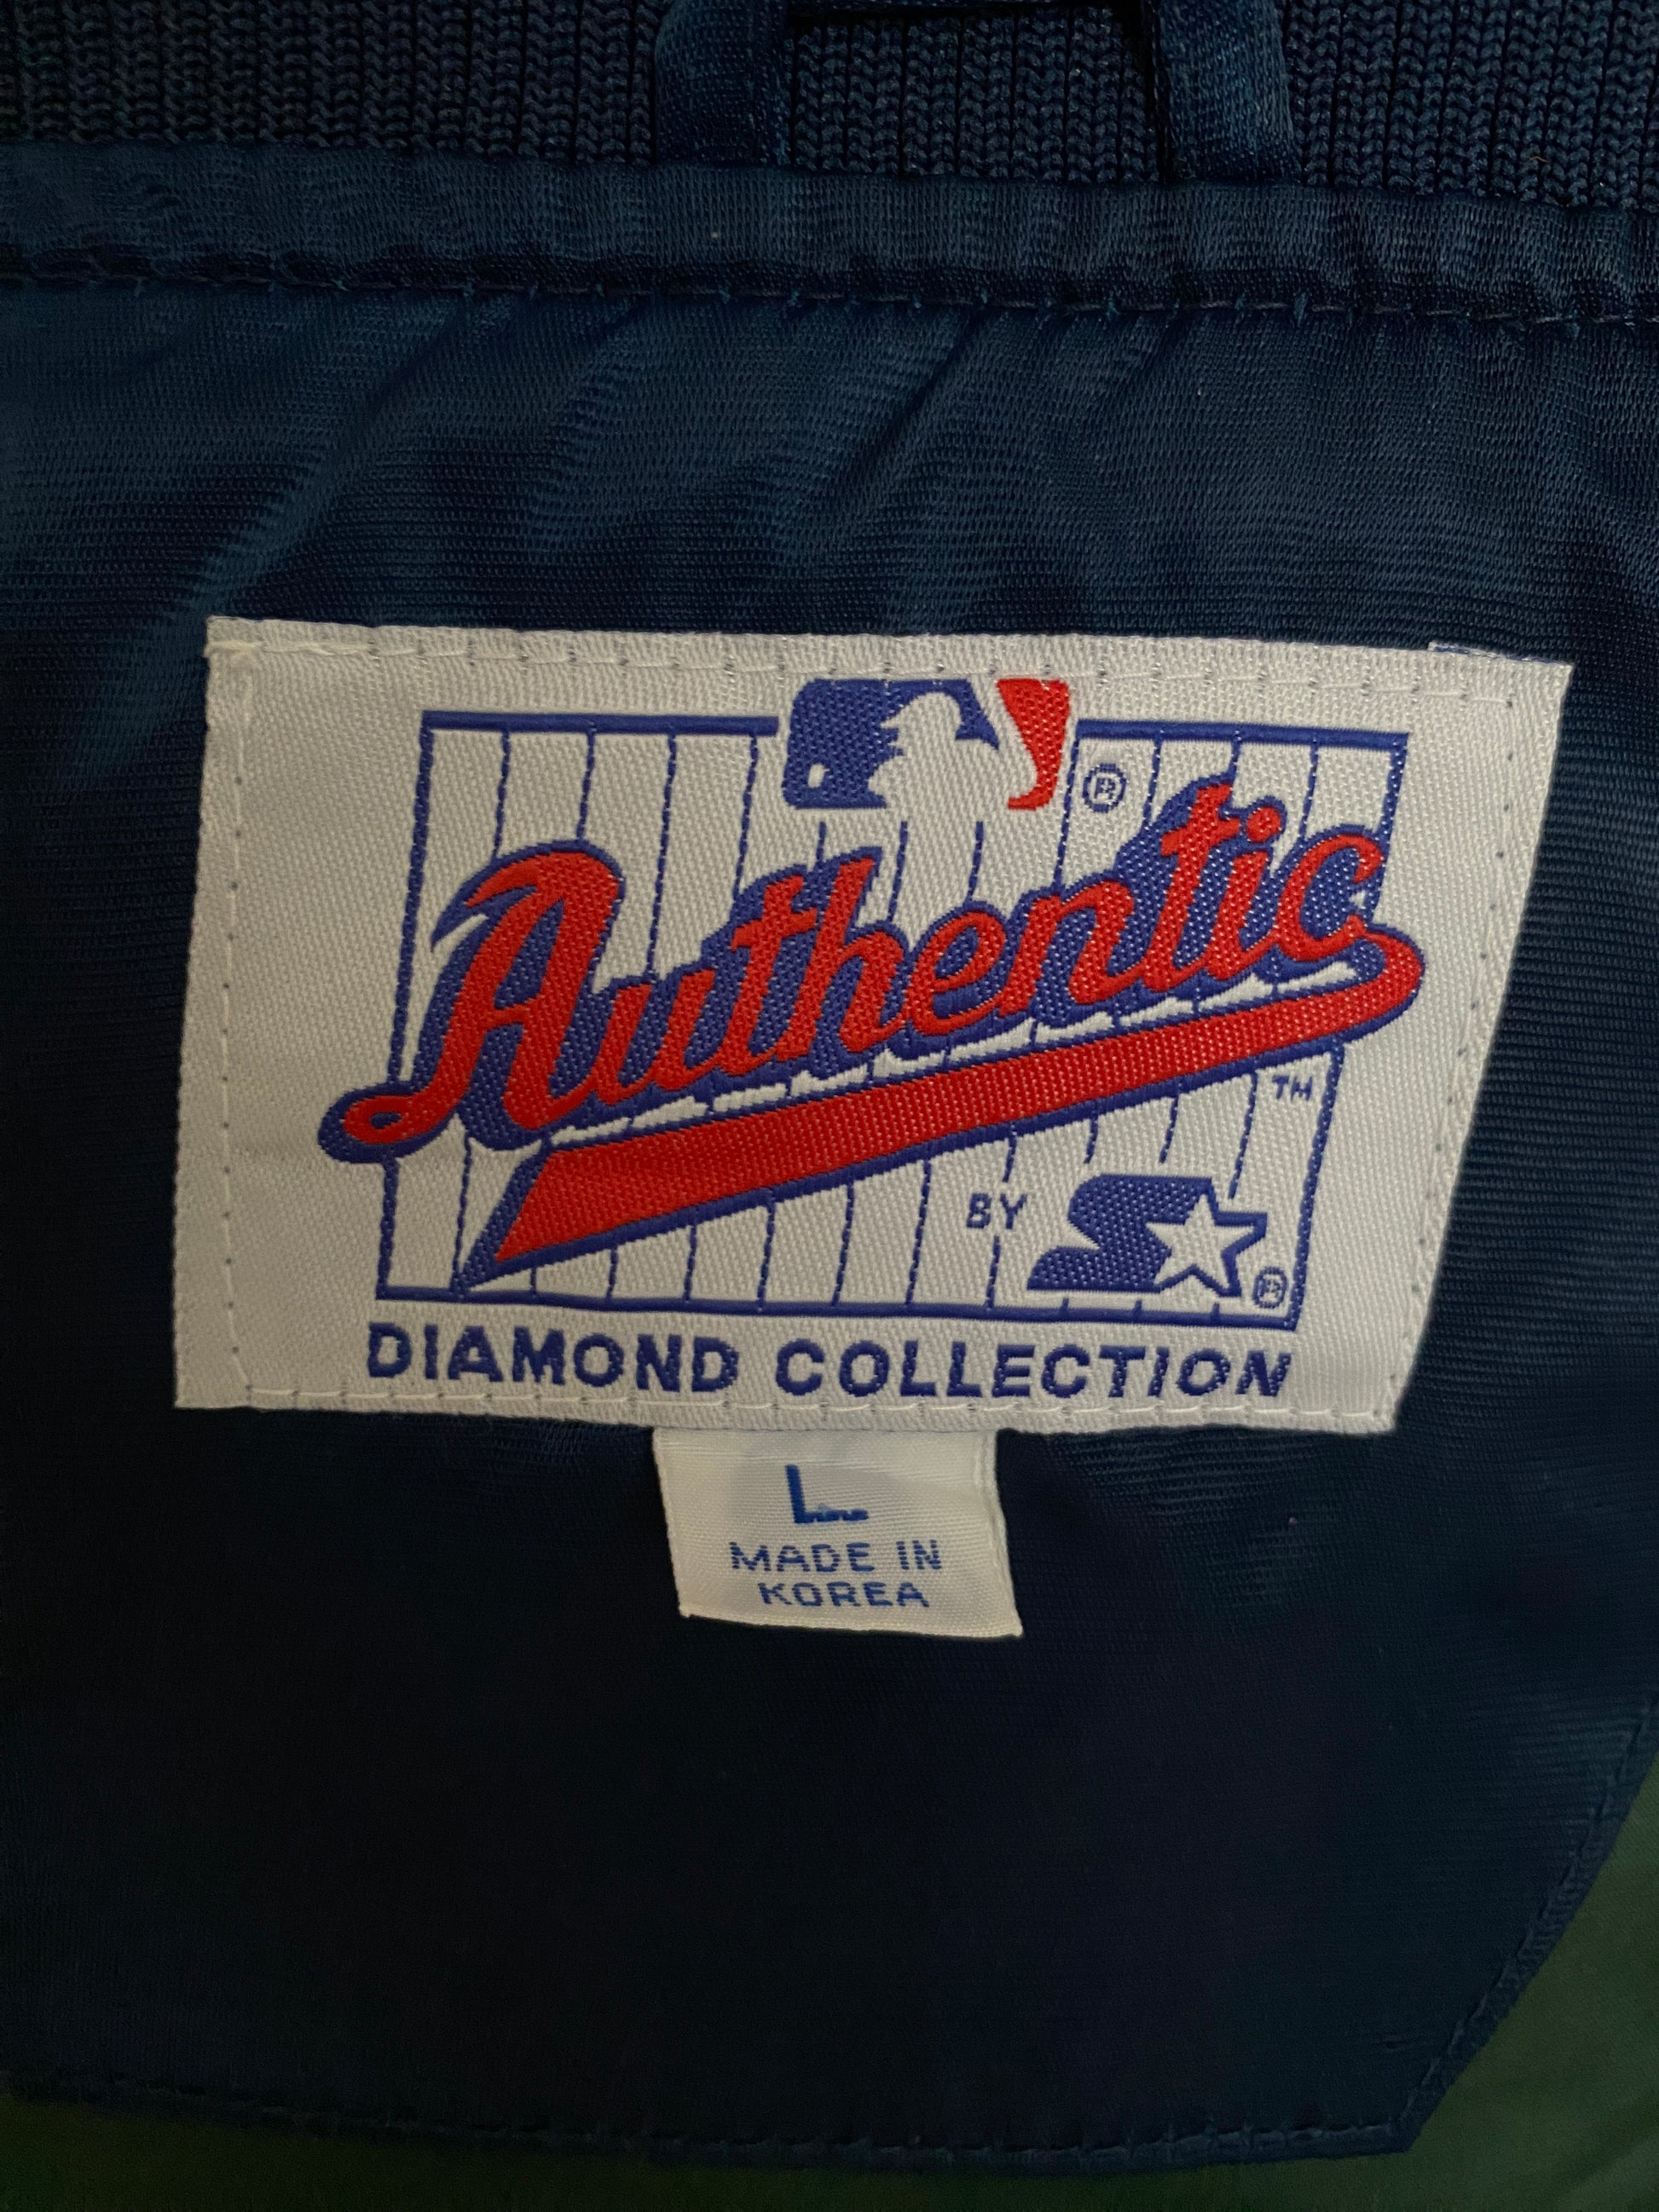 ®
Authentic
TM
BY
®
DIAMOND COLLECTION
L
MADE IN
KOREA